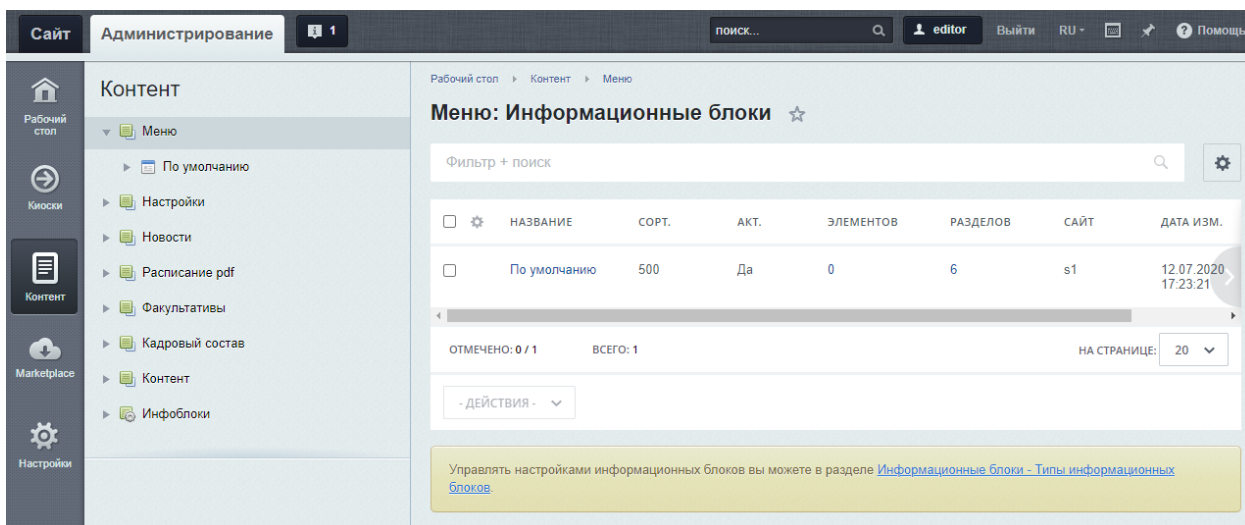 Сайт Администрирование 1 поиск... editor Выйти RU Помощь
Рабочий стол
Киоски
Контент
Marketplace
Настройки
Контент
Меню
По умолчанию
Настройки
Новости
Расписание pdf
Факультативы
Кадровый состав
Контент
Инфоблоки
Рабочий стол Контент Меню
Меню: Информационные блоки
Фильтр + поиск
НАЗВАНИЕ СОРТ. АКТ. ЭЛЕМЕНТОВ РАЗДЕЛОВ САЙТ ДАТА ИЗМ.
По умолчанию 500 Да 0 6 s1 12.07.2020
17:23:21
ОТМЕЧЕНО: 0 / 1 ВСЕГО: 1 НА СТРАНИЦЕ: 20
- ДЕЙСТВИЯ -
Управлять настройками информационных блоков вы можете в разделе Информационные блоки - Типы информационных
блоков.